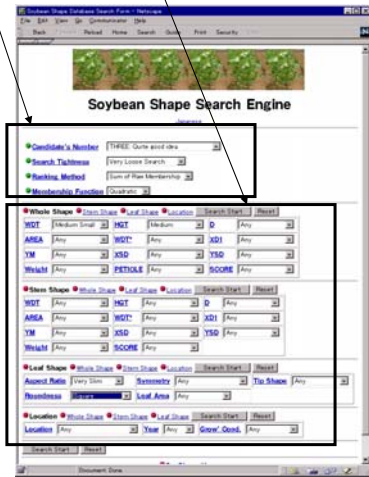 Soybean Shape Database Search Form - Netscape
File Edit View Go Communicator Help
Back Reload Home Search Guide Print Security
Soybean Shape Search Engine
Japanese
Candidate's Number THREE: Quite good idea
Search Tightness Very Loose Search
Ranking Method Sum of Raw Membership
Membership Function Quadratic
Whole Shape Stem Shape Leaf Shape Location Search Start Reset
WDT Medium Small HGT Medium D Any
AREA Any WDT' Any XD1 Any
YM Any XSD Any YSD Any
Weight Any PETIOLE Any SCORE Any
Stem Shape Whole Shape Leaf Shape Location Search Start Reset
WDT Any HGT Any D Any
AREA Any WDT' Any XD1 Any
YM Any XSD Any YSD Any
Weight Any SCORE Any
Leaf Shape Whole Shape Stem Shape Location Search Start Reset
Aspect Ratio Very Slim Symmetry Any Tip Shape Any
Roundness Square Leaf Area Any
Location Whole Shape Stem Shape Leaf Shape Search Start Reset
Location Any Year Any Grow' Cond. Any
Search Start Reset
Document: Done